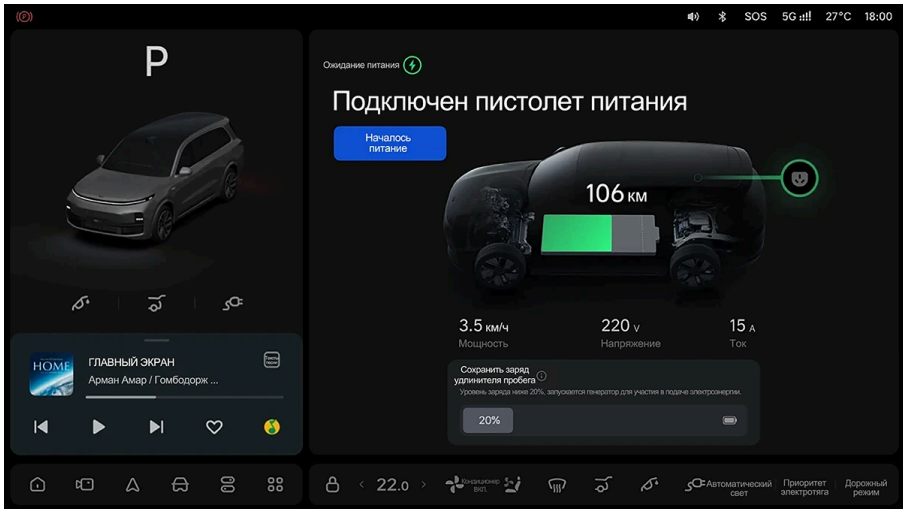 (P)
SOS
5G
27°C
18:00
P
Ожидание питания
Подключен пистолет питания
Началось
питание
106 км
3.5 км/ч
Мощность
220 V
Напряжение
15 A
Ток
Сохранить заряд
удлинителя пробега
Уровень заряда ниже 20%, запускается генератор для участия в подаче электроэнергии.
20%
HOME
ГЛАВНЫЙ ЭКРАН
Арман Амар / Гомбодорж ...
Тексты
песни
22.0
Кондиционер
вкл.
Автоматический
свет
Приоритет
электротяга
Дорожный
режим